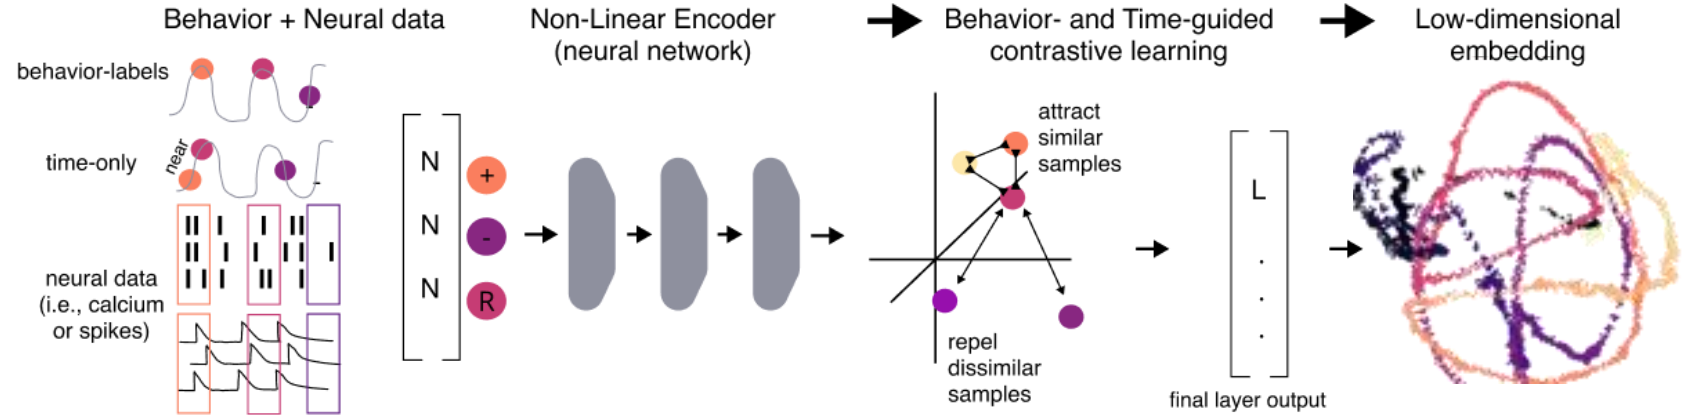 Behavior + Neural data
Non-Linear Encoder
(neural network)
Behavior- and Time-guided
contrastive learning
Low-dimensional
embedding
behavior-labels
-
time-only
near
-
neural data
(i.e., calcium
or spikes)
N
N
N
+
-
R
attract
similar
samples
repel
dissimilar
samples
L
.
.
.
final layer output